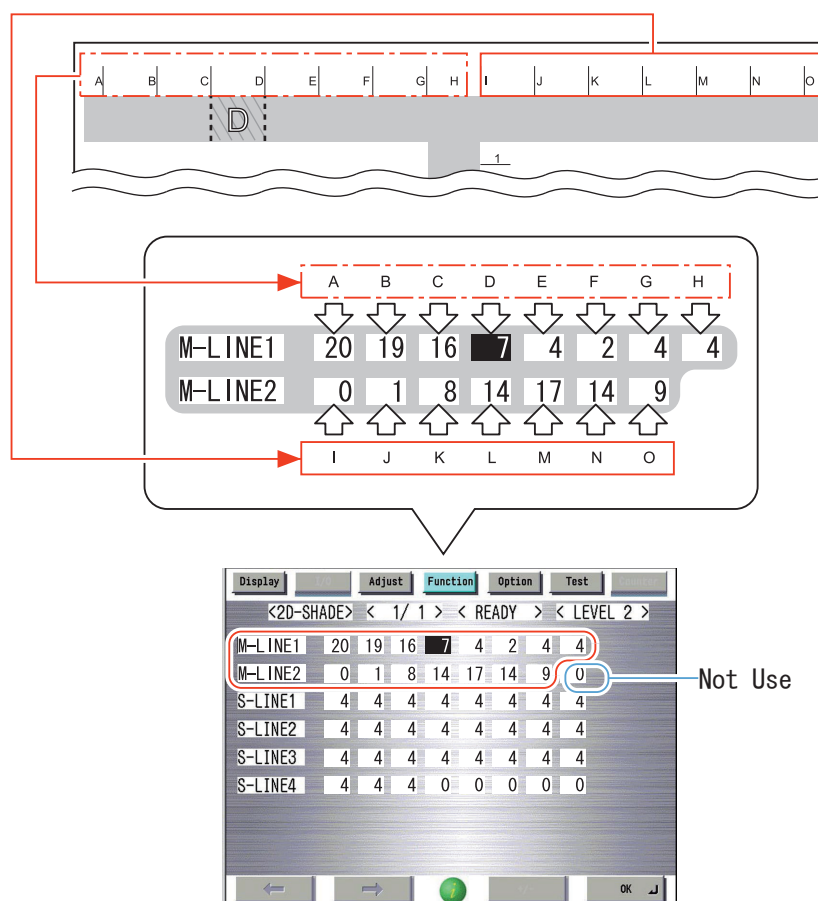 A B C D E F G H I J K L M N O
D
1
A B C D E F G H
M-LINE1 20 19 16 7 4 2 4 4
M-LINE2 0 1 8 14 17 14 9
I J K L M N O
Display I/O Adjust Function Option Test Counter
<2D-SHADE> < 1/ 1 > < READY > < LEVEL 2 >
M-LINE1 20 19 16 7 4 2 4 4
M-LINE2 0 1 8 14 17 14 9 0
Not Use
S-LINE1 4 4 4 4 4 4 4 4
S-LINE2 4 4 4 4 4 4 4 4
S-LINE3 4 4 4 4 4 4 4 4
S-LINE4 4 4 4 0 0 0 0 0
i
OK